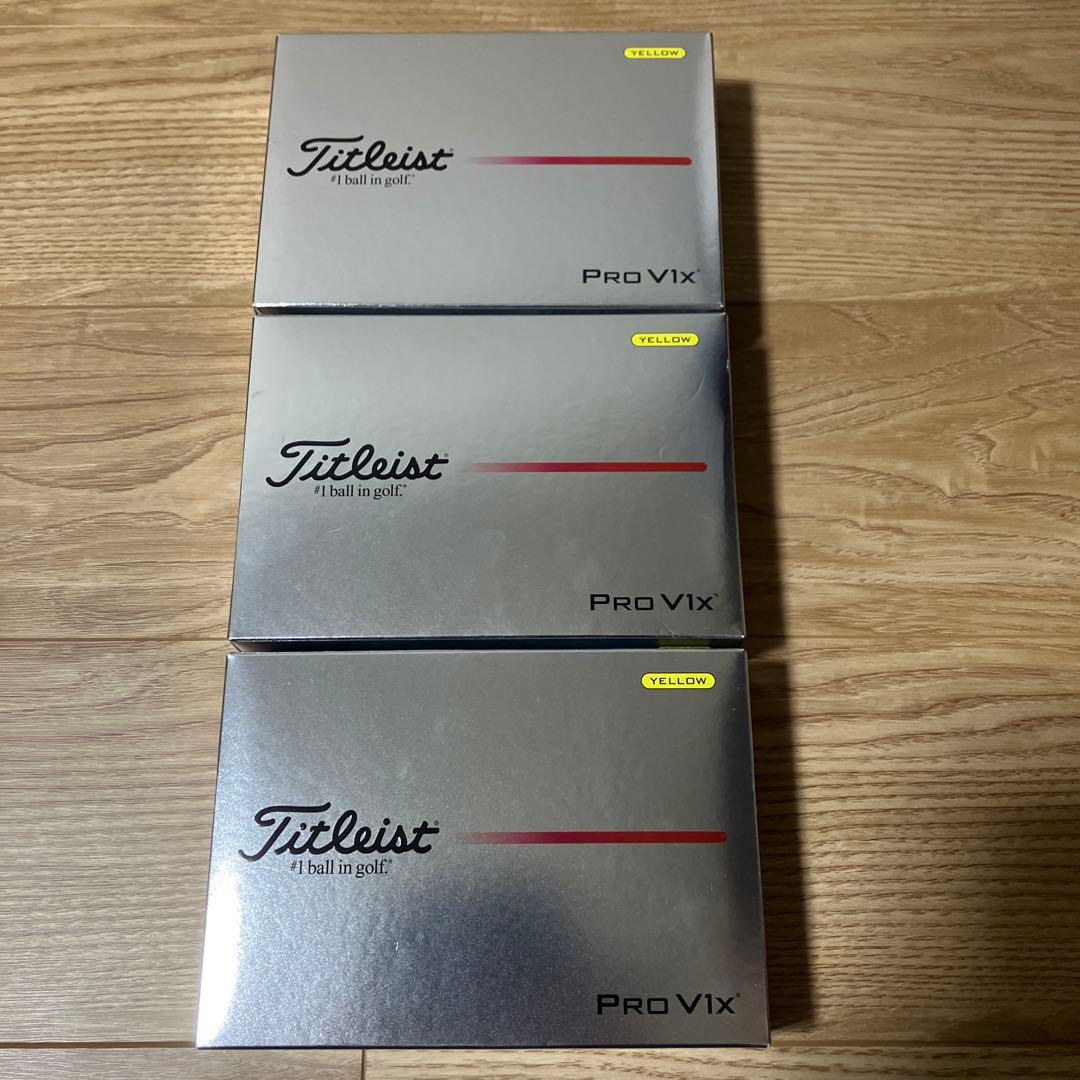 YELLOW
Titleist®
#1 ball in golf.®
PRO V1x®
YELLOW
Titleist®
#1 ball in golf.®
PRO V1x®
YELLOW
Titleist®
#1 ball in golf.®
PRO V1x®